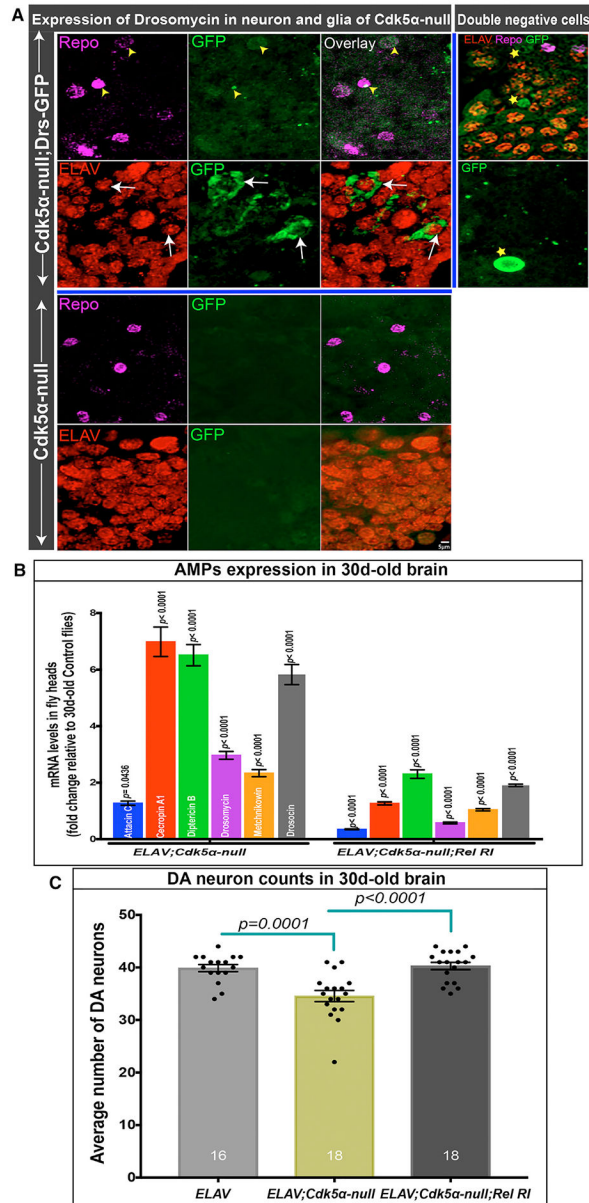 A
Expression of Drosomycin in neuron and glia of Cdk5α-null
Double negative cells
Cdk5α-null;Drs-GFP
Repo
GFP
Overlay
ELAV Repo GFP
ELAV
GFP
GFP
Cdk5α-null
Repo
GFP
ELAV
GFP
5µm
B
AMPs expression in 30d-old brain
mRNA levels in fly heads
(fold change relative to 30d-old Control flies)
8
6
4
2
0
p= 0.0436
p< 0.0001
p< 0.0001
p< 0.0001
p< 0.0001
p< 0.0001
p< 0.0001
p< 0.0001
p< 0.0001
p< 0.0001
p< 0.0001
p< 0.0001
Attacin C
Cecropin A1
Diptericin B
Drosomycin
Metchnikowin
Drosocin
ELAV;Cdk5α-null
ELAV;Cdk5α-null;Rel RI
C
DA neuron counts in 30d-old brain
Average number of DA neurons
50
40
30
20
10
0
p=0.0001
p<0.0001
16
18
18
ELAV
ELAV;Cdk5α-null
ELAV;Cdk5α-null;Rel RI